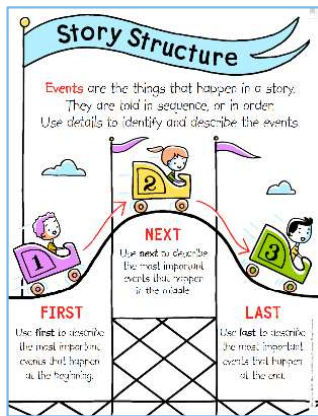 Story Structure
Events are the things that happen in a story.
They are told in sequence, or in order.
Use details to identify and describe the events.
1
2
3
FIRST
Use first to describe
the most important
events that happen
at the beginning.
NEXT
Use next to describe
the most important
events that happen
in the middle.
LAST
Use last to describe
the most important
events that happen
at the end.